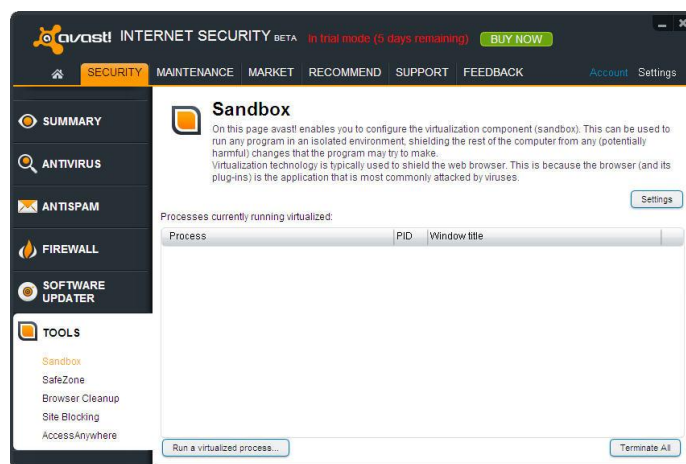 avast! INTERNET SECURITY BETA In trial mode (5 days remaining) BUY NOW
SECURITY MAINTENANCE MARKET RECOMMEND SUPPORT FEEDBACK Account Settings
SUMMARY
ANTIVIRUS
ANTISPAM
FIREWALL
SOFTWARE
UPDATER
TOOLS
Sandbox
SafeZone
Browser Cleanup
Site Blocking
AccessAnywhere
Sandbox
On this page avast! enables you to configure the virtualization component (sandbox). This can be used to
run any program in an isolated environment, shielding the rest of the computer from any (potentially
harmful) changes that the program may try to make.
Virtualization technology is typically used to shield the web browser. This is because the browser (and its
plug-ins) is the application that is most commonly attacked by viruses.
Settings
Processes currently running virtualized:
Process PID Window title
Run a virtualized process... Terminate All